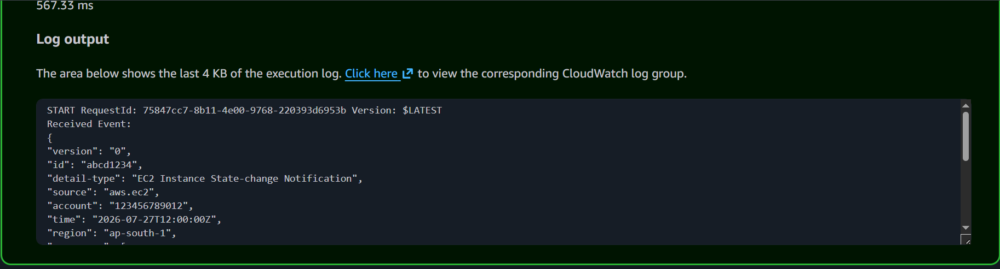 567.33 ms
Log output
The area below shows the last 4 KB of the execution log. Click here to view the corresponding CloudWatch log group.
START RequestId: 75847cc7-8b11-4e00-9768-220393d6953b Version: $LATEST
Received Event:
{
"version": "0",
"id": "abcd1234",
"detail-type": "EC2 Instance State-change Notification",
"source": "aws.ec2",
"account": "123456789012",
"time": "2026-07-27T12:00:00Z",
"region": "ap-south-1",